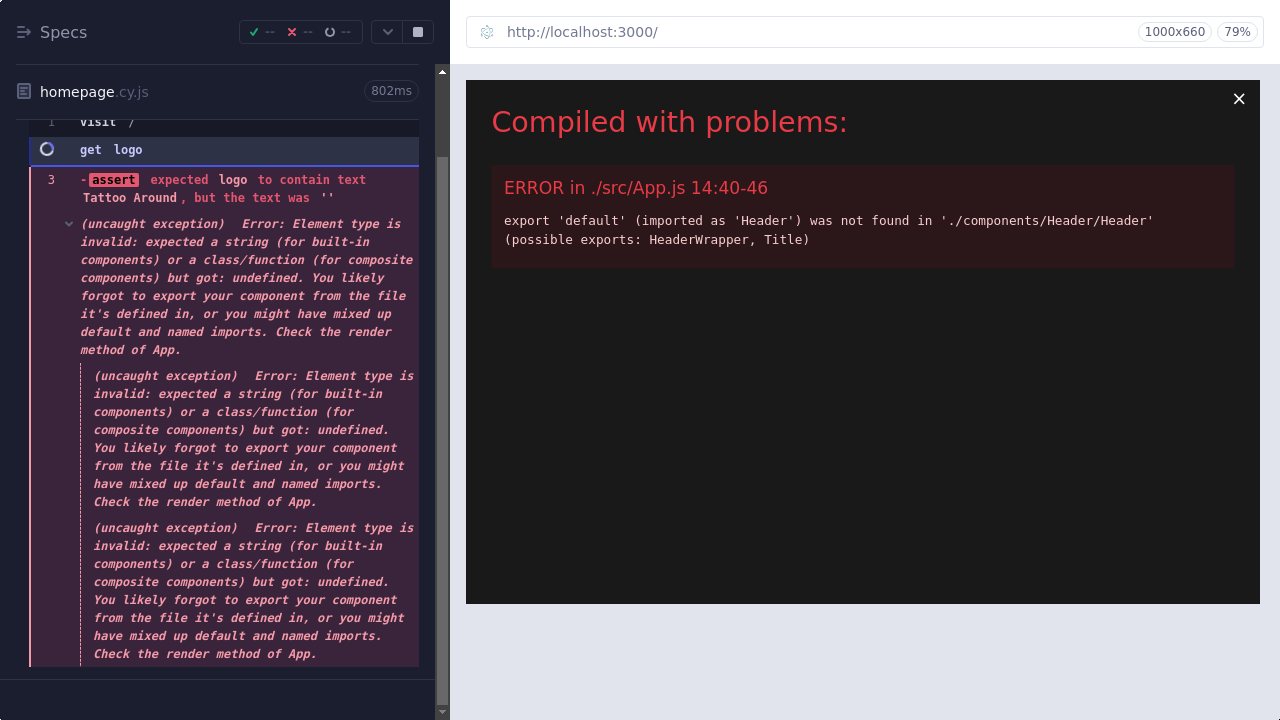 Specs
-- -- --
homepage.cy.js 802ms
1 visit /
get logo
3 -assert expected logo to contain text
Tattoo Around, but the text was ''
(uncaught exception) Error: Element type is
invalid: expected a string (for built-in
components) or a class/function (for composite
components) but got: undefined. You likely
forgot to export your component from the file
it's defined in, or you might have mixed up
default and named imports. Check the render
method of App.
(uncaught exception) Error: Element type is
invalid: expected a string (for built-in
components) or a class/function (for
composite components) but got: undefined.
You likely forgot to export your component
from the file it's defined in, or you might
have mixed up default and named imports.
Check the render method of App.
(uncaught exception) Error: Element type is
invalid: expected a string (for built-in
components) or a class/function (for
composite components) but got: undefined.
You likely forgot to export your component
from the file it's defined in, or you might
have mixed up default and named imports.
Check the render method of App.
http://localhost:3000/ 1000x660 79%
Compiled with problems:
ERROR in ./src/App.js 14:40-46
export 'default' (imported as 'Header') was not found in './components/Header/Header'
(possible exports: HeaderWrapper, Title)